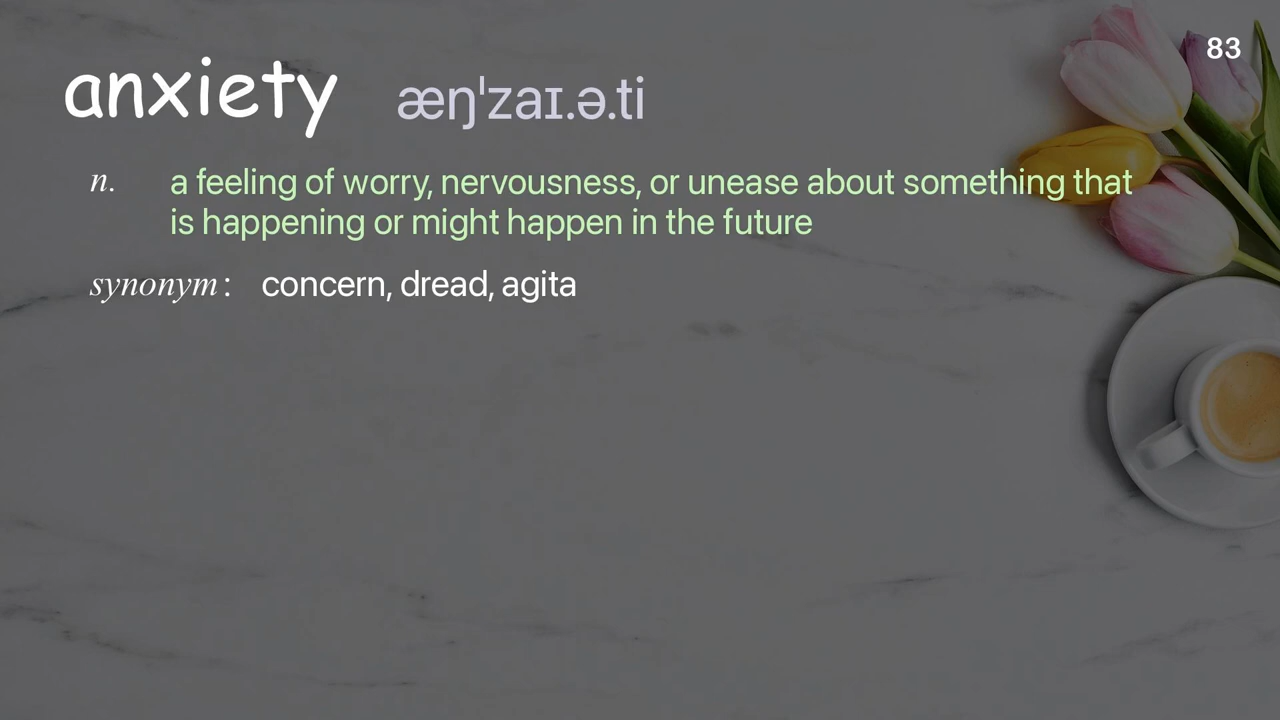 83
anxiety æŋˈzaɪ.ə.ti
n. a feeling of worry, nervousness, or unease about something that
is happening or might happen in the future
synonym : concern, dread, agita